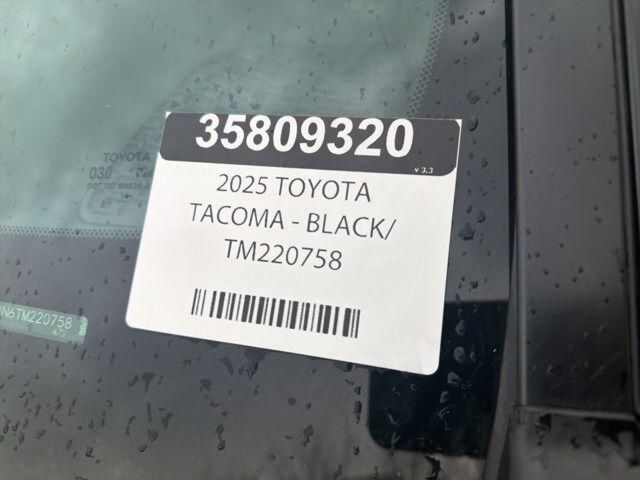 35809320
v 3.3
2025 TOYOTA
TACOMA - BLACK/
TM220758
TOYOTA
030
N6TM220758